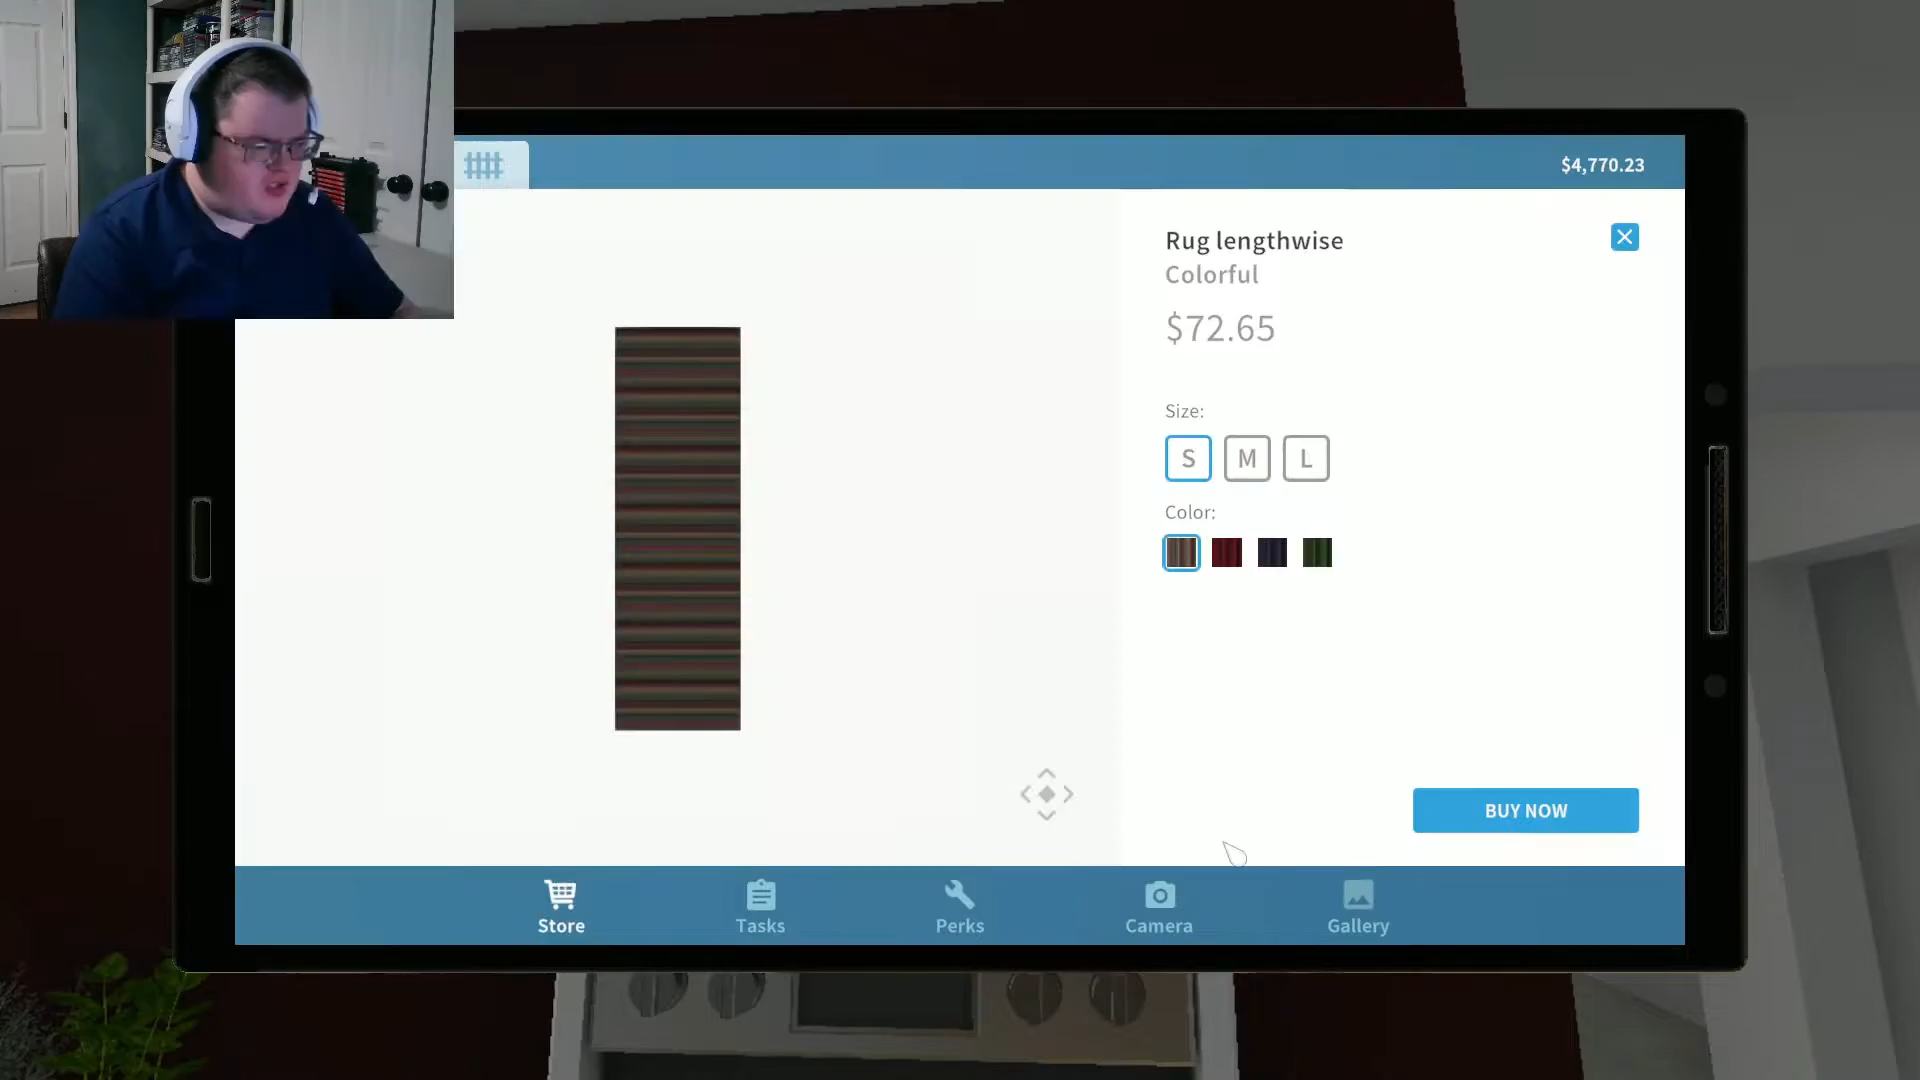 $4,770.23
Rug lengthwise
Colorful
$72.65
Size:
S M L
Color:
BUY NOW
Store Tasks Perks Camera Gallery